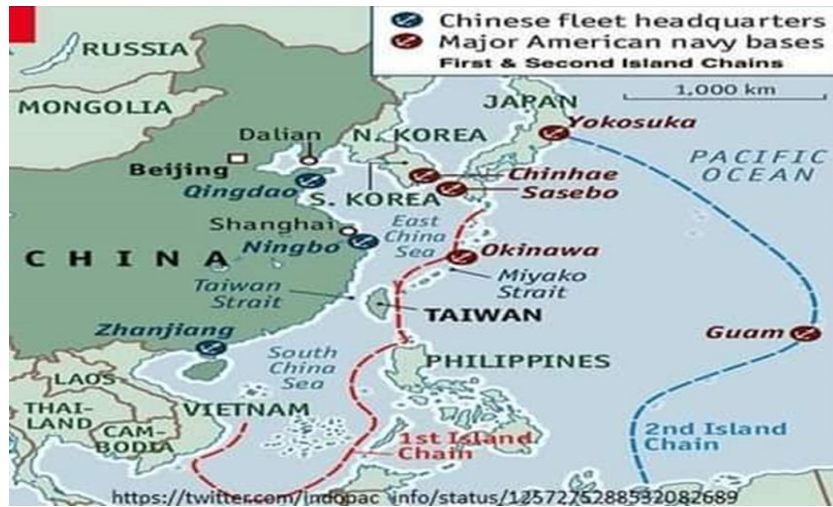 Chinese fleet headquarters
Major American navy bases
First & Second Island Chains
RUSSIA
MONGOLIA
JAPAN
1,000 km
Yokosuka
Dalian
N. KOREA
PACIFIC
OCEAN
Beijing
Chinhae
Qingdao
Sasebo
S. KOREA
Shanghai
East
China
Sea
Ningbo
Okinawa
CHINA
Miyako
Strait
Taiwan
Strait
TAIWAN
Zhanjiang
Guam
South
China
Sea
PHILIPPINES
LAOS
THAI-
LAND
VIETNAM
CAM-
BODIA
1st Island
Chain
2nd Island
Chain
https://twitter.com/indopac_info/status/1257275288532082689